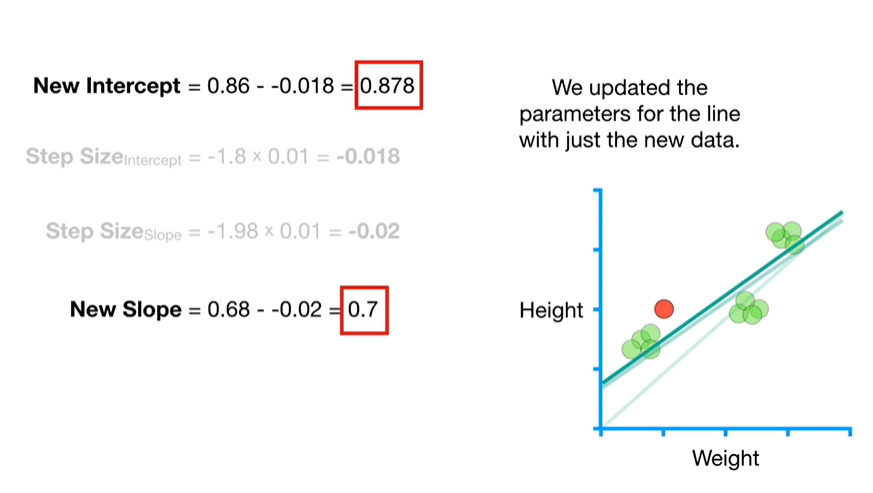 New Intercept = 0.86 - -0.018 = 0.878
Step SizeIntercept = -1.8 × 0.01 = -0.018
Step SizeSlope = -1.98 × 0.01 = -0.02
New Slope = 0.68 - -0.02 = 0.7
We updated the
parameters for the line
with just the new data.
Height
Weight